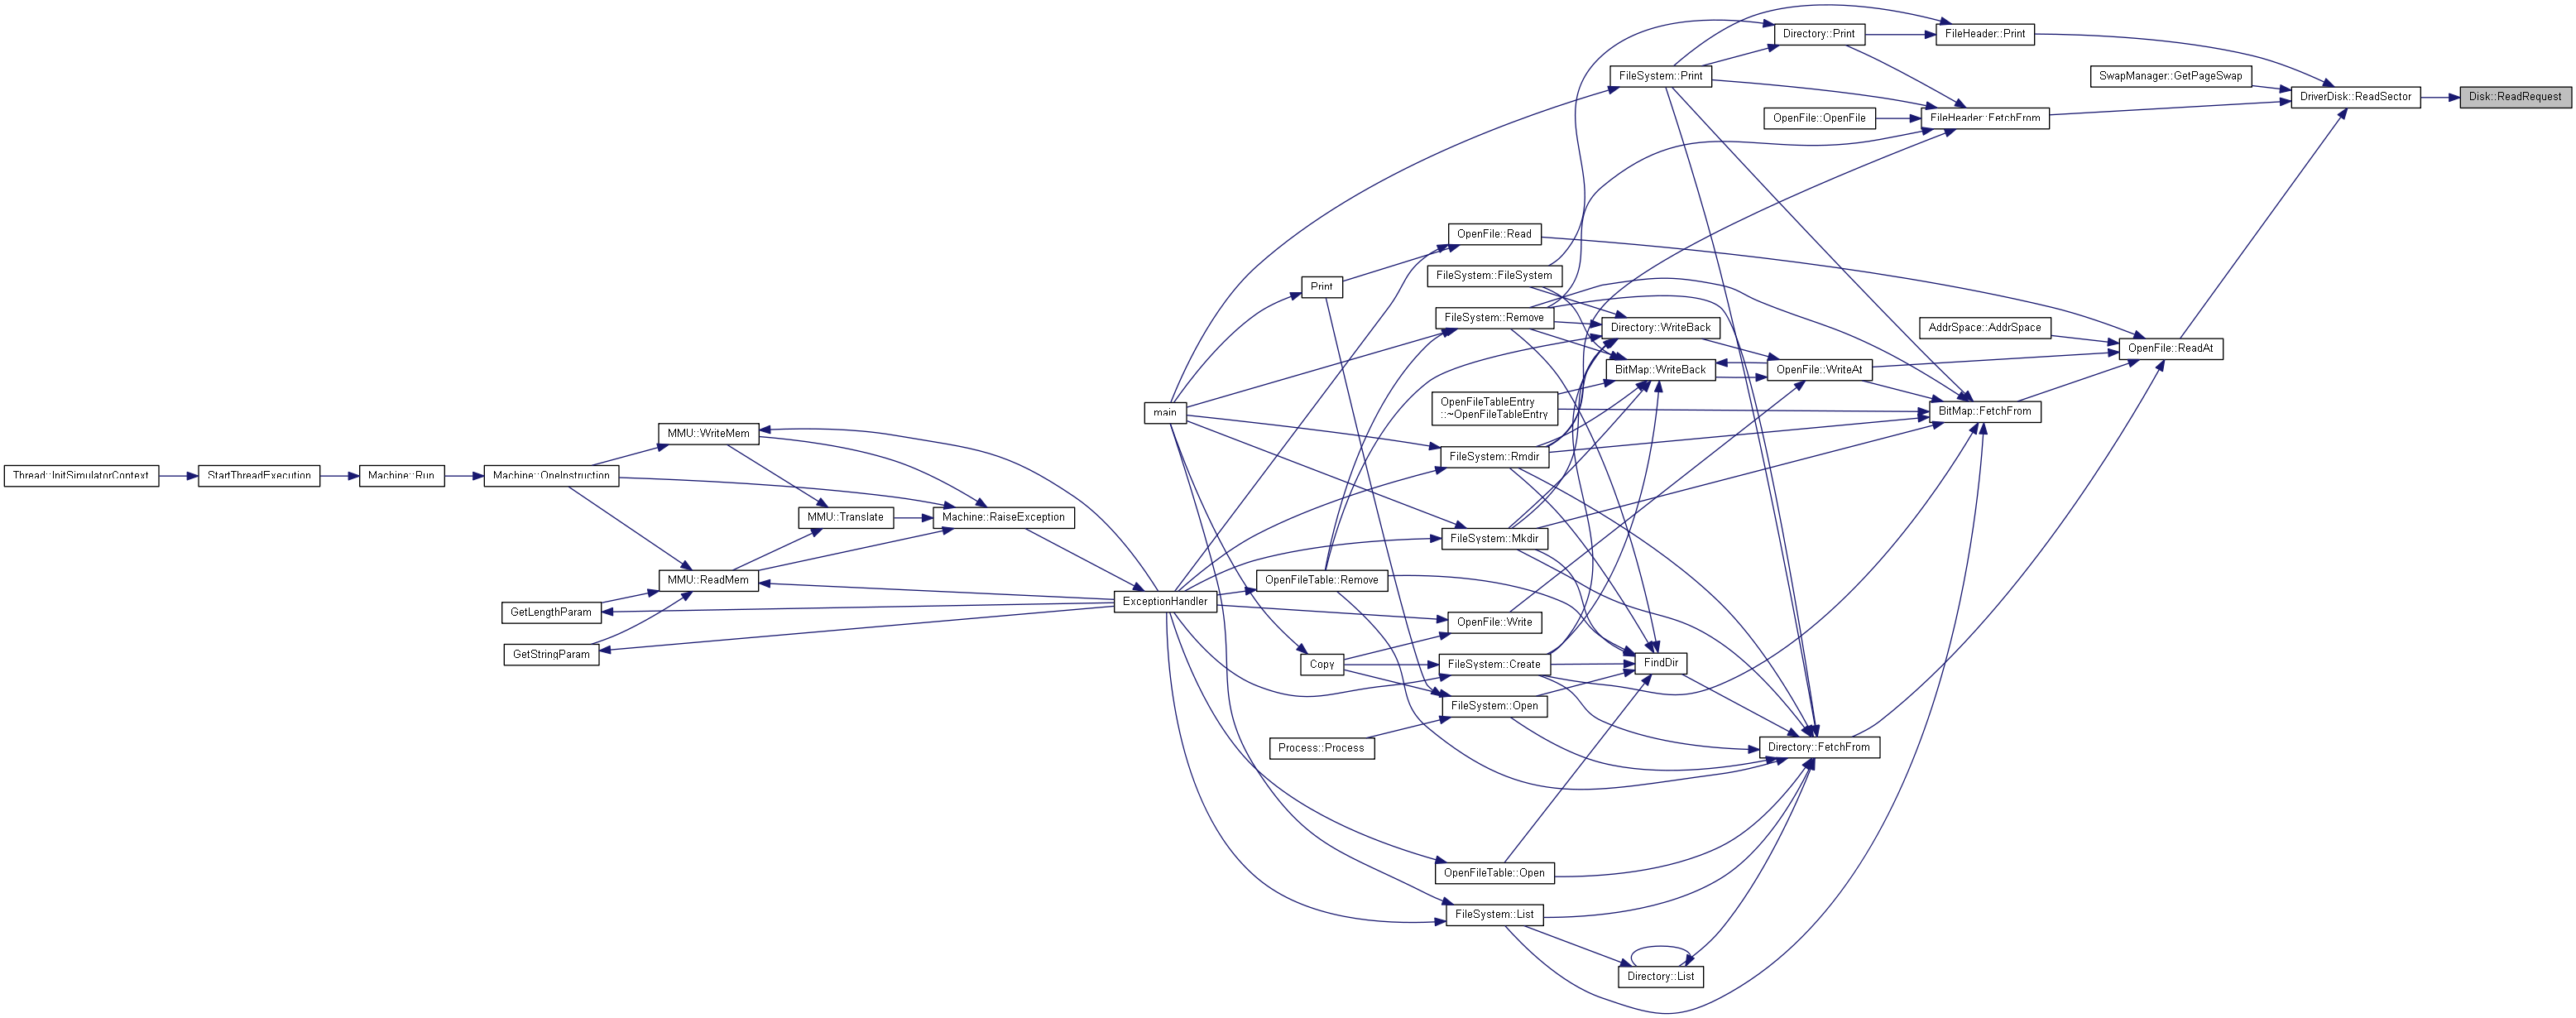 Thread::InitSimulatorContext
StartThreadExecution
Machine::Run
Machine::OneInstruction
MMU::WriteMem
MMU::Translate
Machine::RaiseException
MMU::ReadMem
GetLengthParam
GetStringParam
main
ExceptionHandler
Print
OpenFileTable::Remove
Copy
Process::Process
OpenFile::Read
FileSystem::FileSystem
FileSystem::Remove
OpenFileTableEntry
::~OpenFileTableEntry
FileSystem::Rmdir
FileSystem::Mkdir
OpenFile::Write
FileSystem::Create
FileSystem::Open
OpenFileTable::Open
FileSystem::List
FileSystem::Print
Directory::WriteBack
BitMap::WriteBack
FindDir
Directory::List
Directory::Print
OpenFile::OpenFile
OpenFile::WriteAt
Directory::FetchFrom
FileHeader::Print
FileHeader::FetchFrom
AddrSpace::AddrSpace
BitMap::FetchFrom
SwapManager::GetPageSwap
OpenFile::ReadAt
DriverDisk::ReadSector
Disk::ReadRequest